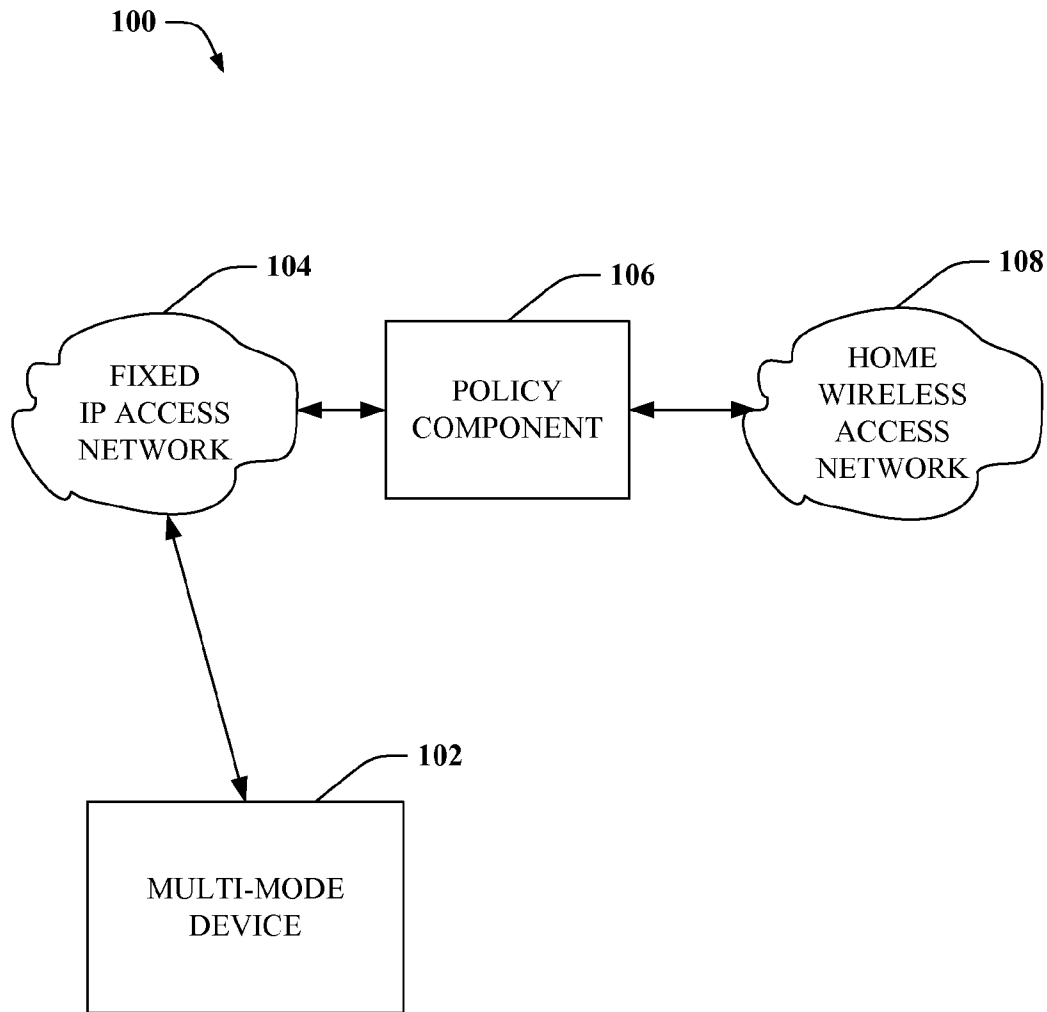 100
104
106
108
FIXED
IP ACCESS
NETWORK
POLICY
COMPONENT
HOME
WIRELESS
ACCESS
NETWORK
102
MULTI-MODE
DEVICE